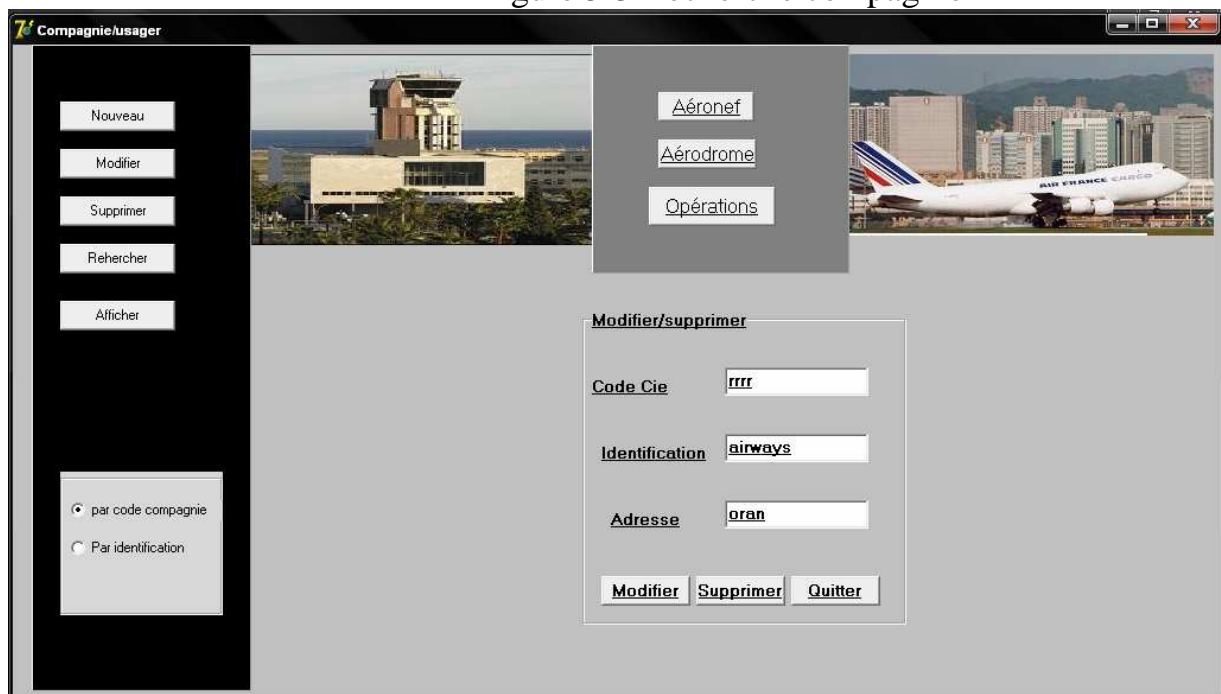 Compagnie/usager
Nouveau
Modifier
Supprimer
Rehercher
Afficher
par code compagnie
Par identification
Aéronef
Aérodrome
Opérations
AIR FRANCE CARGO
Modifier/supprimer
Code Cie rrrr
Identification airways
Adresse oran
Modifier Supprimer Quitter